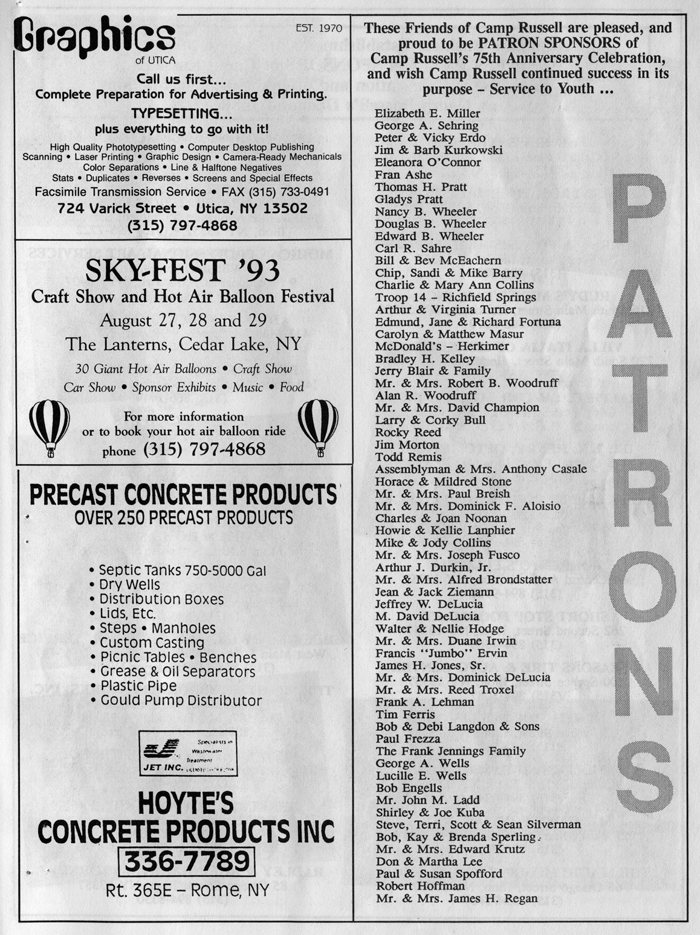 Graphics
EST. 1970
of UTICA
Call us first...
Complete Preparation for Advertising & Printing.
TYPESETTING...
plus everything to go with it!
High Quality Phototypesetting • Computer Desktop Publishing
Scanning • Laser Printing • Graphic Design • Camera-Ready Mechanicals
Color Separations • Line & Halftone Negatives
Stats • Duplicates • Reverses • Screens and Special Effects
Facsimile Transmission Service • FAX (315) 733-0491
724 Varick Street • Utica, NY 13502
(315) 797-4868
SKY-FEST '93
Craft Show and Hot Air Balloon Festival
August 27, 28 and 29
The Lanterns, Cedar Lake, NY
30 Giant Hot Air Balloons • Craft Show
Car Show • Sponsor Exhibits • Music • Food
For more information
or to book your hot air balloon ride
phone (315) 797-4868
PRECAST CONCRETE PRODUCTS
OVER 250 PRECAST PRODUCTS
• Septic Tanks 750-5000 Gal
• Dry Wells
• Distribution Boxes
• Lids, Etc.
• Steps • Manholes
• Custom Casting
• Picnic Tables • Benches
• Grease & Oil Separators
• Plastic Pipe
• Gould Pump Distributor
JET INC.
Specialists in
Wastewater
Treatment
HOYTE'S
CONCRETE PRODUCTS INC
336-7789
Rt. 365E – Rome, NY
These Friends of Camp Russell are pleased, and
proud to be PATRON SPONSORS of
Camp Russell's 75th Anniversary Celebration,
and wish Camp Russell continued success in its
purpose – Service to Youth ...
Elizabeth E. Miller
George A. Sehring
Peter & Vicky Erdo
Jim & Barb Kurkowski
Eleanora O'Connor
Fran Ashe
Thomas H. Pratt
Gladys Pratt
Nancy B. Wheeler
Douglas B. Wheeler
Edward B. Wheeler
Carl R. Sahre
Bill & Bev McEachern
Chip, Sandi & Mike Barry
Charlie & Mary Ann Collins
Troop 14 – Richfield Springs
Arthur & Virginia Turner
Edmund, Jane & Richard Fortuna
Carolyn & Matthew Masur
McDonald's – Herkimer
Bradley H. Kelley
Jerry Blair & Family
Mr. & Mrs. Robert B. Woodruff
Alan R. Woodruff
Mr. & Mrs. David Champion
Larry & Corky Bull
Rocky Reed
Jim Morton
Todd Remis
Assemblyman & Mrs. Anthony Casale
Horace & Mildred Stone
Mr. & Mrs. Paul Breish
Mr. & Mrs. Dominick F. Aloisio
Charles & Joan Noonan
Howie & Kellie Lanphier
Mike & Jody Collins
Mr. & Mrs. Joseph Fusco
Arthur J. Durkin, Jr.
Mr. & Mrs. Alfred Brondstatter
Jean & Jack Ziemann
Jeffrey W. DeLucia
M. David DeLucia
Walter & Nellie Hodge
Mr. & Mrs. Duane Irwin
Francis "Jumbo" Ervin
James H. Jones, Sr.
Mr. & Mrs. Dominick DeLucia
Mr. & Mrs. Reed Troxel
Frank A. Lehman
Tim Ferris
Bob & Debi Langdon & Sons
Paul Frezza
The Frank Jennings Family
George A. Wells
Lucille E. Wells
Bob Engells
Mr. John M. Ladd
Shirley & Joe Kuba
Steve, Terri, Scott & Sean Silverman
Bob, Kay & Brenda Sperling
Mr. & Mrs. Edward Krutz
Don & Martha Lee
Paul & Susan Spofford
Robert Hoffman
Mr. & Mrs. James H. Regan
PATRONS